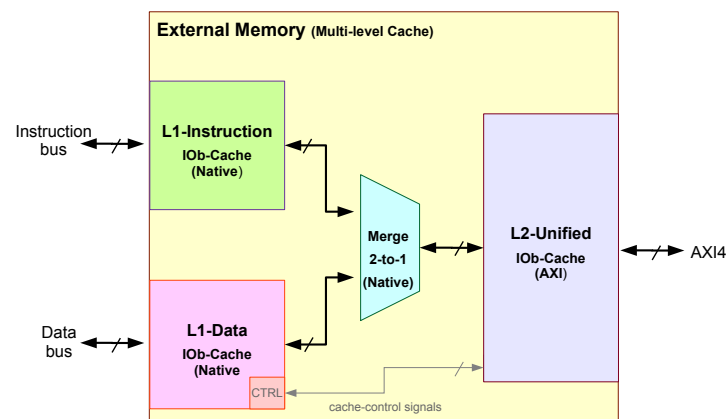 External Memory (Multi-level Cache)
Instruction
bus
L1-Instruction
IOb-Cache
(Native)
Merge
2-to-1
(Native)
L2-Unified
IOb-Cache
(AXI)
AXI4
Data
bus
L1-Data
IOb-Cache
(Native
CTRL
cache-control signals